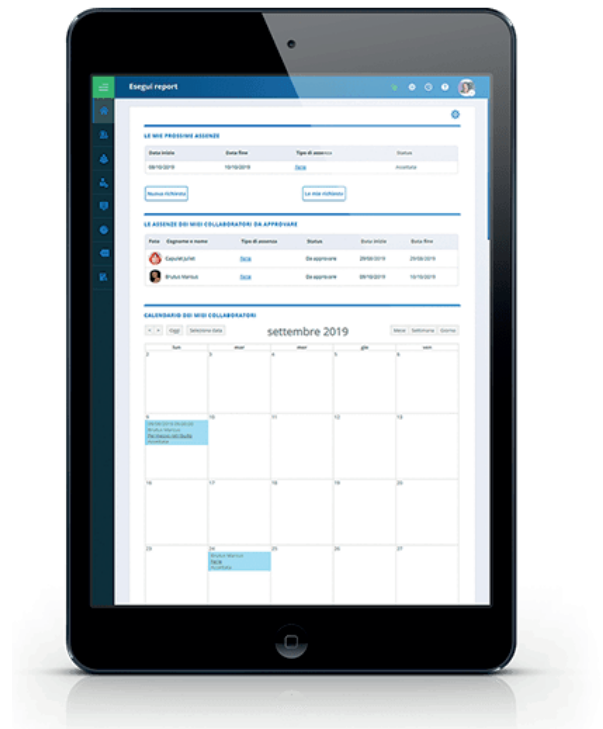 Esegui report
LE MIE PROSSIME ASSENZE
Data inizio Data fine Tipo di assenza Status
09/10/2019 10/10/2019 Ferie Accettata
Nuova richiesta Le mie richieste
LE ASSENZE DEI MIEI COLLABORATORI DA APPROVARE
Foto Cognome e nome Tipo di assenza Status Data inizio Data fine
Capulet Juliet Ferie Da approvare 29/08/2019 29/08/2019
Brutus Marcus Ferie Da approvare 09/10/2019 10/10/2019
CALENDARIO DEI MIEI COLLABORATORI
< > Oggi Seleziona data settembre 2019 Mese Settimana Giorno
lun mar mer gio ven
2 3 4 5 6
9 10 11 12 13
Brutus Marcus
Permesso retribuito
Accettata
16 17 18 19 20
23 24 25 26 27
Brutus Marcus
Ferie
Accettata